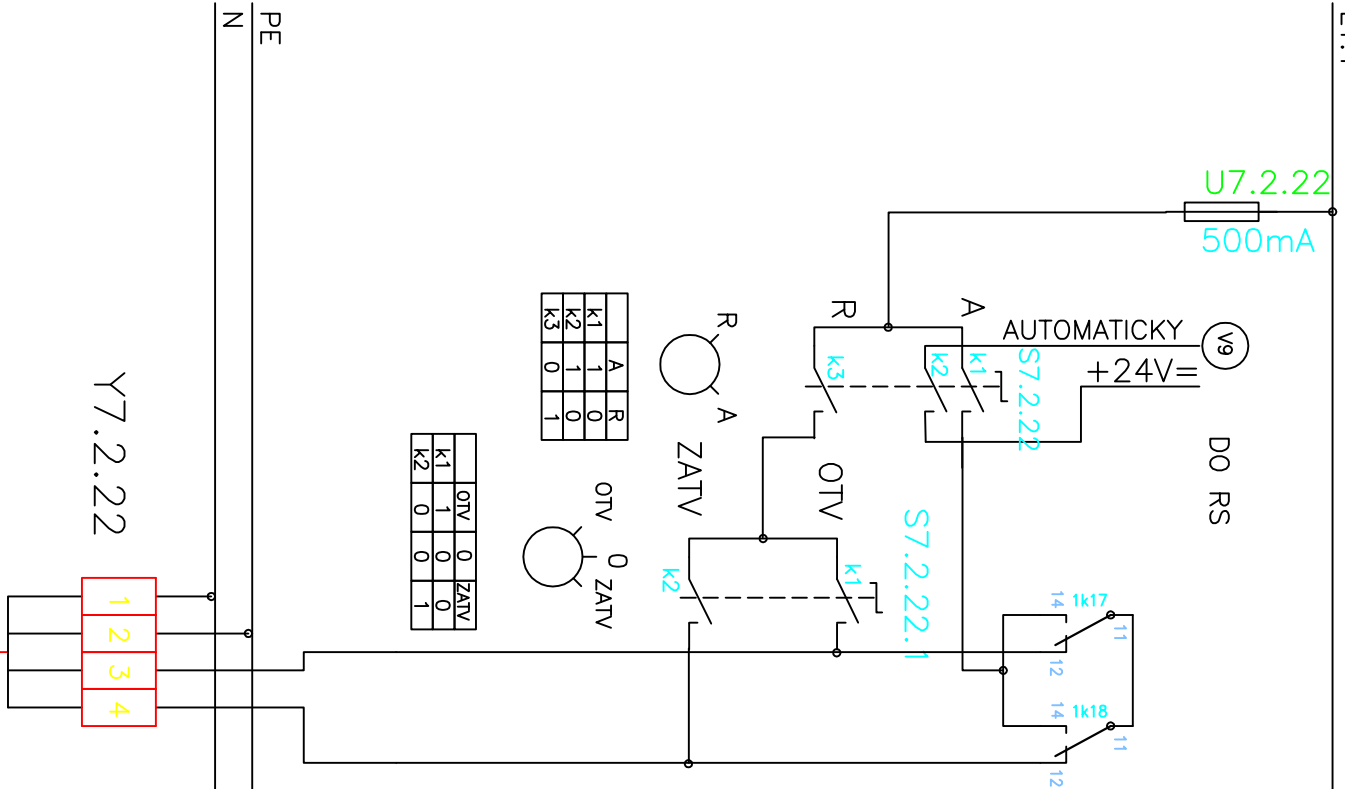 PE
N
U7.2.22
500mA
R
A
AUTOMATICKY
V9
+24V=
DO RS
k3
k2
k1
S7.2.22
R
A
A R
k1 1 0
k2 1 0
k3 0 1
ZATV
OTV
S7.2.22.1
k2
k1
OTV
0
ZATV
OTV 0 ZATV
k1 1 0 0
k2 0 0 1
Y7.2.22
1
2
3
4
14
1k17
11
12
14
1k18
11
12